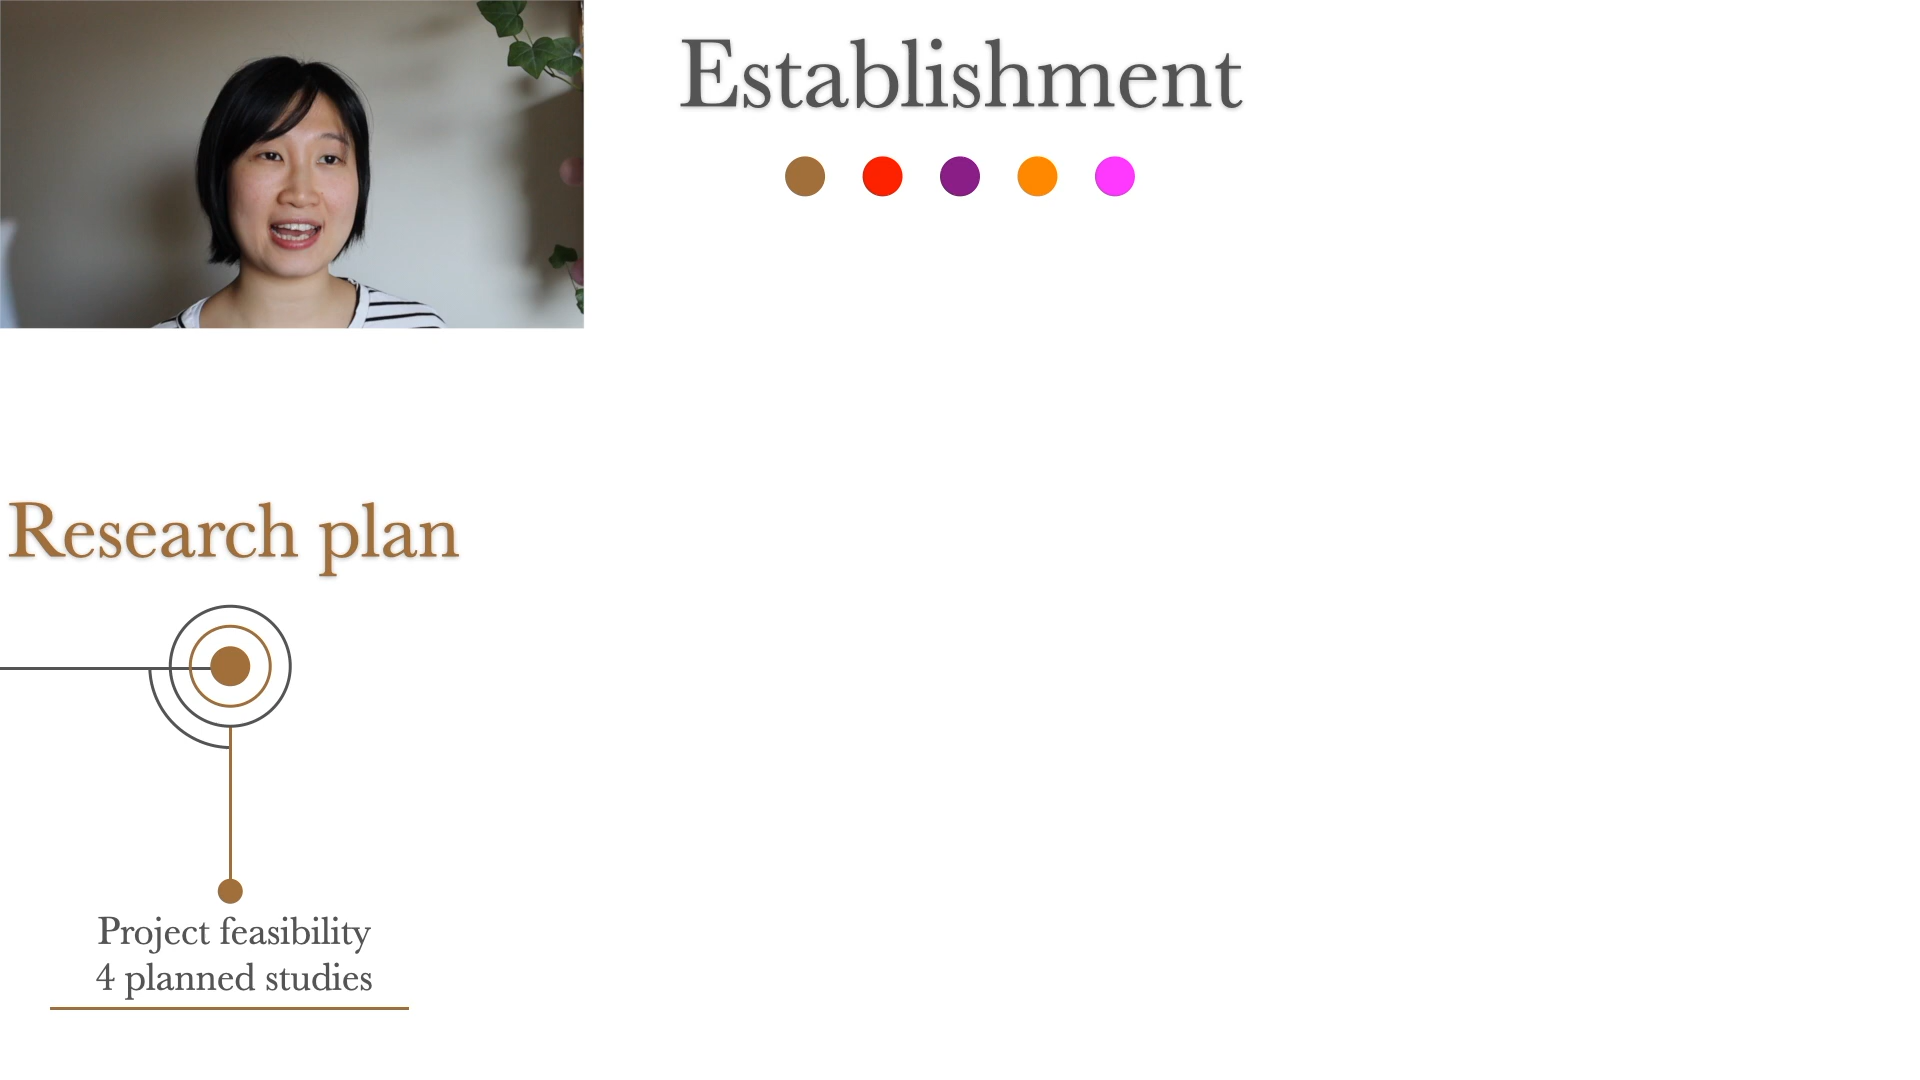 Establishment
Research plan
Project feasibility
4 planned studies